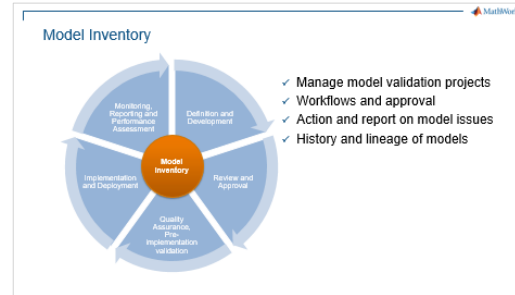 MathWor
Model Inventory
Monitoring,
Reporting and
Performance
Assessment
Definition and
Development
Model
Inventory
Implementation
and Deployment
Review and
Approval
Quality
Assurance,
Pre-
implementation
validation
✓ Manage model validation projects
✓ Workflows and approval
✓ Action and report on model issues
✓ History and lineage of models